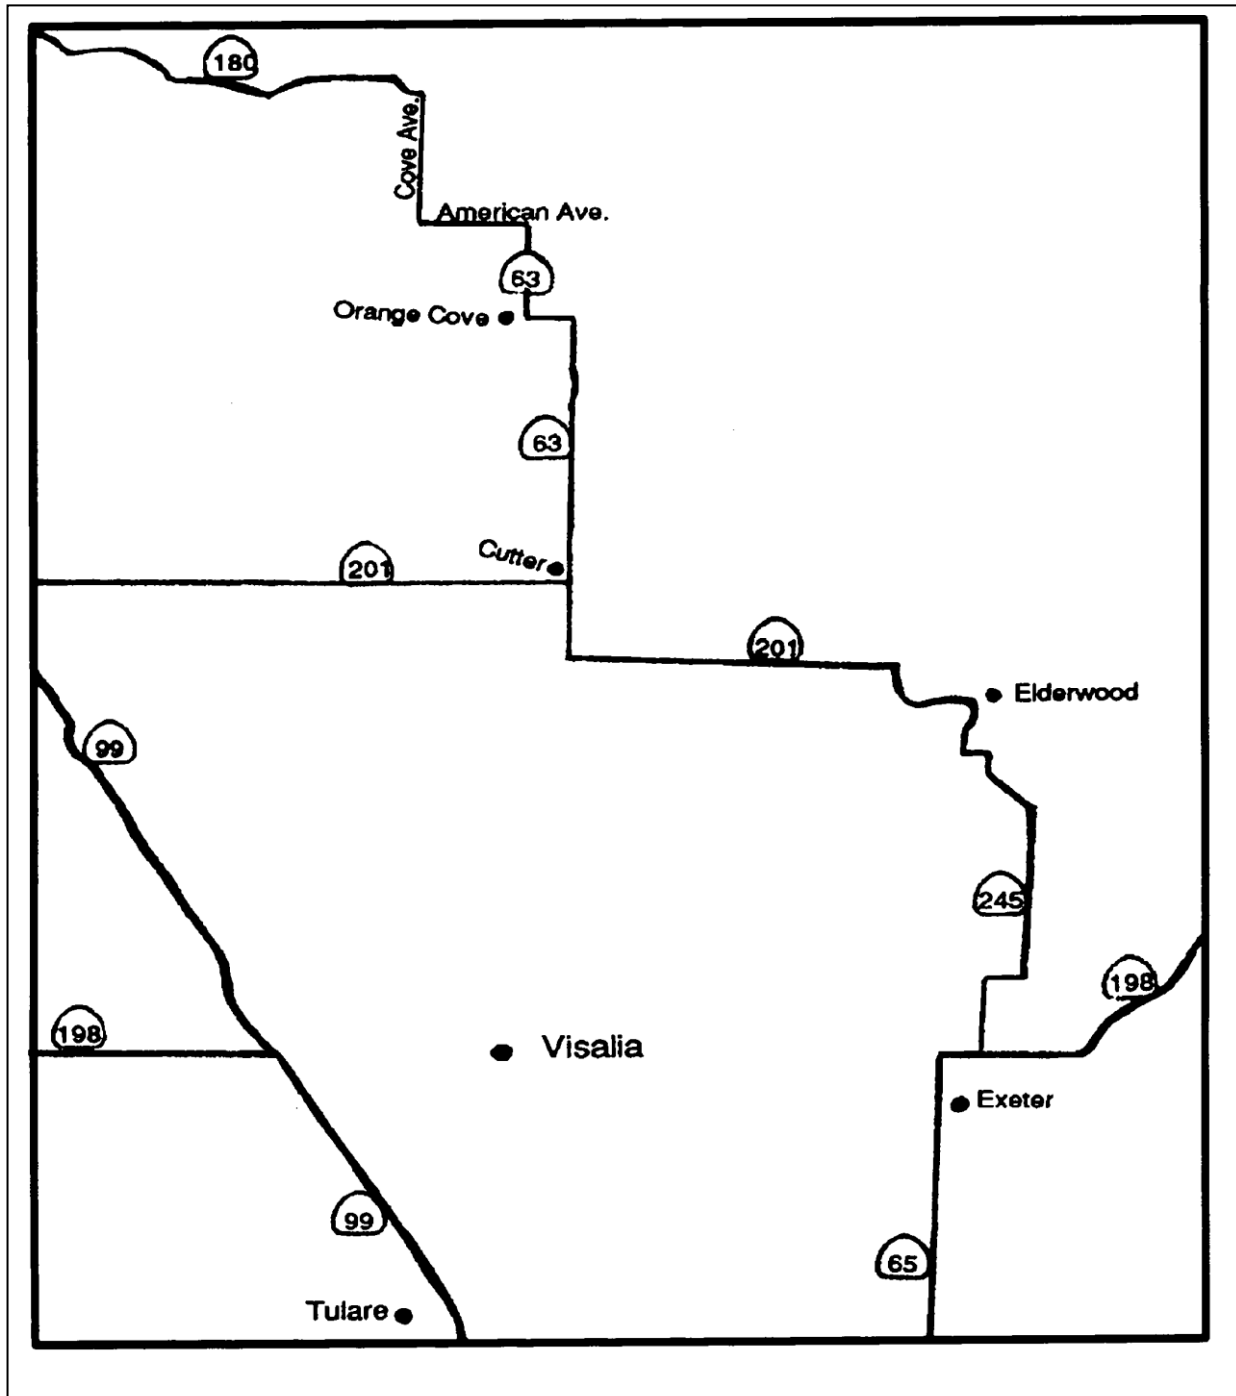 180
Cove Ave.
American Ave.
63
Orange Cove
63
Cutter
201
201
Elderwood
99
245
198
198
Visalia
Exeter
99
65
Tulare